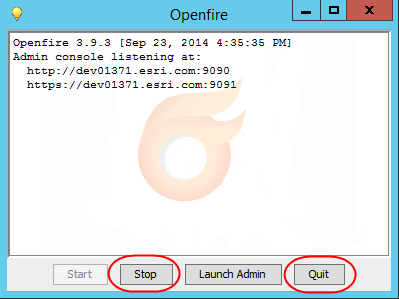 Openfire
Openfire 3.9.3 [Sep 23, 2014 4:35:35 PM]
Admin console listening at:
http://dev01371.esri.com:9090
https://dev01371.esri.com:9091
Start Stop Launch Admin Quit